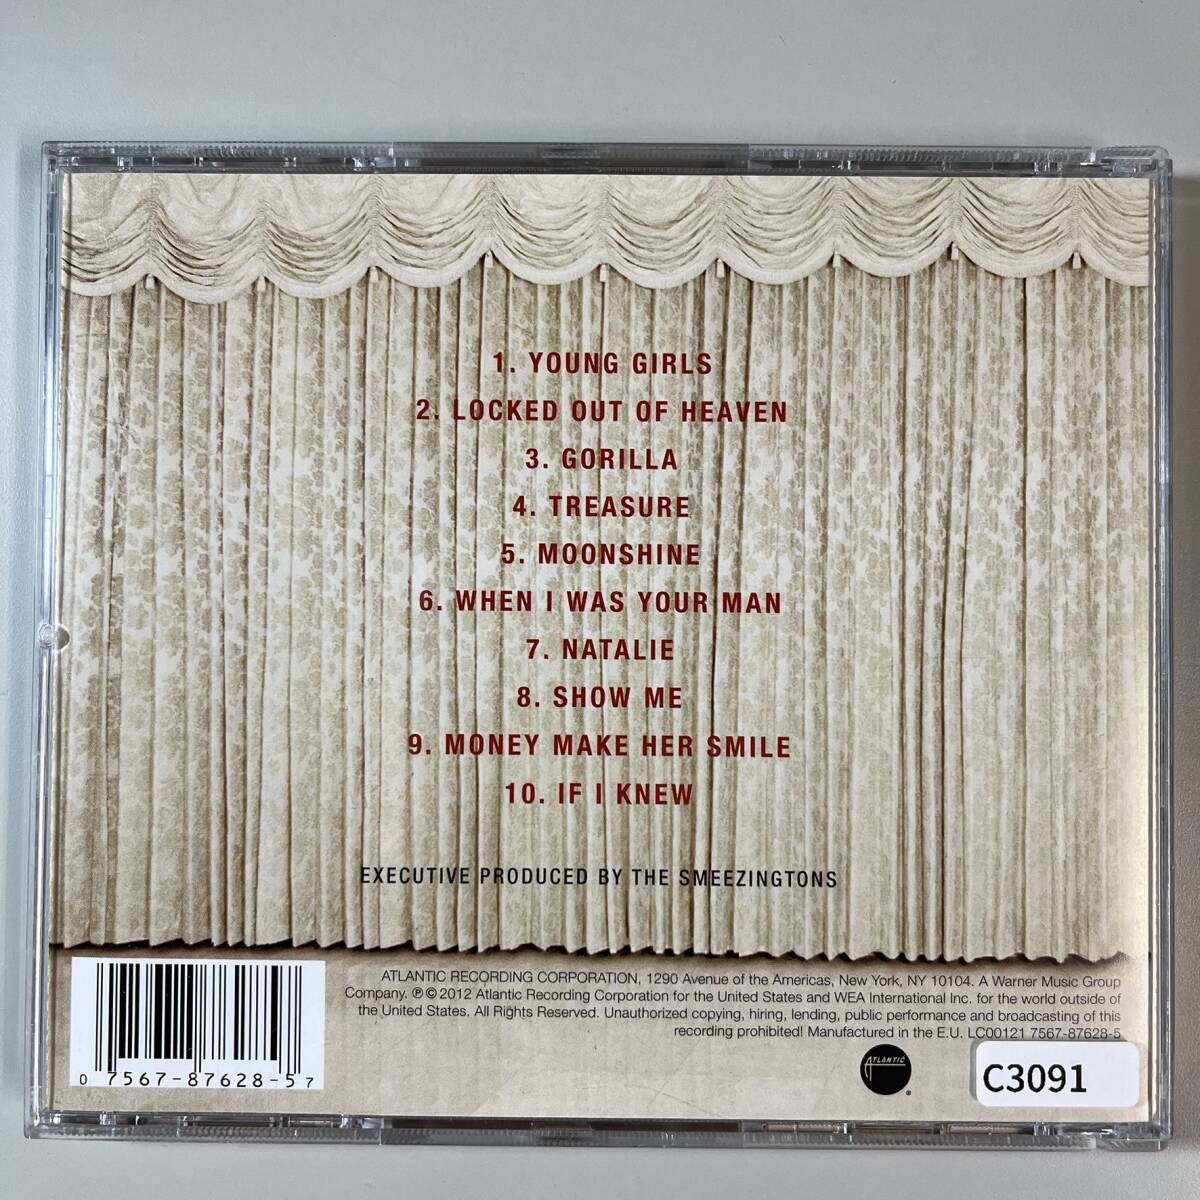 1. YOUNG GIRLS
2. LOCKED OUT OF HEAVEN
3. GORILLA
4. TREASURE
5. MOONSHINE
6. WHEN I WAS YOUR MAN
7. NATALIE
8. SHOW ME
9. MONEY MAKE HER SMILE
10. IF I KNEW
EXECUTIVE PRODUCED BY THE SMEEZINGTONS
ATLANTIC RECORDING CORPORATION, 1290 Avenue of the Americas, New York, NY 10104. A Warner Music Group
Company. ℗ © 2012 Atlantic Recording Corporation for the United States and WEA International Inc. for the world outside of
the United States. All Rights Reserved. Unauthorized copying, hiring, lending, public performance and broadcasting of this
recording prohibited! Manufactured in the E.U. LC00121 7567-87628-5
0 7567-87628-5 7
ATLANTIC
®
C3091